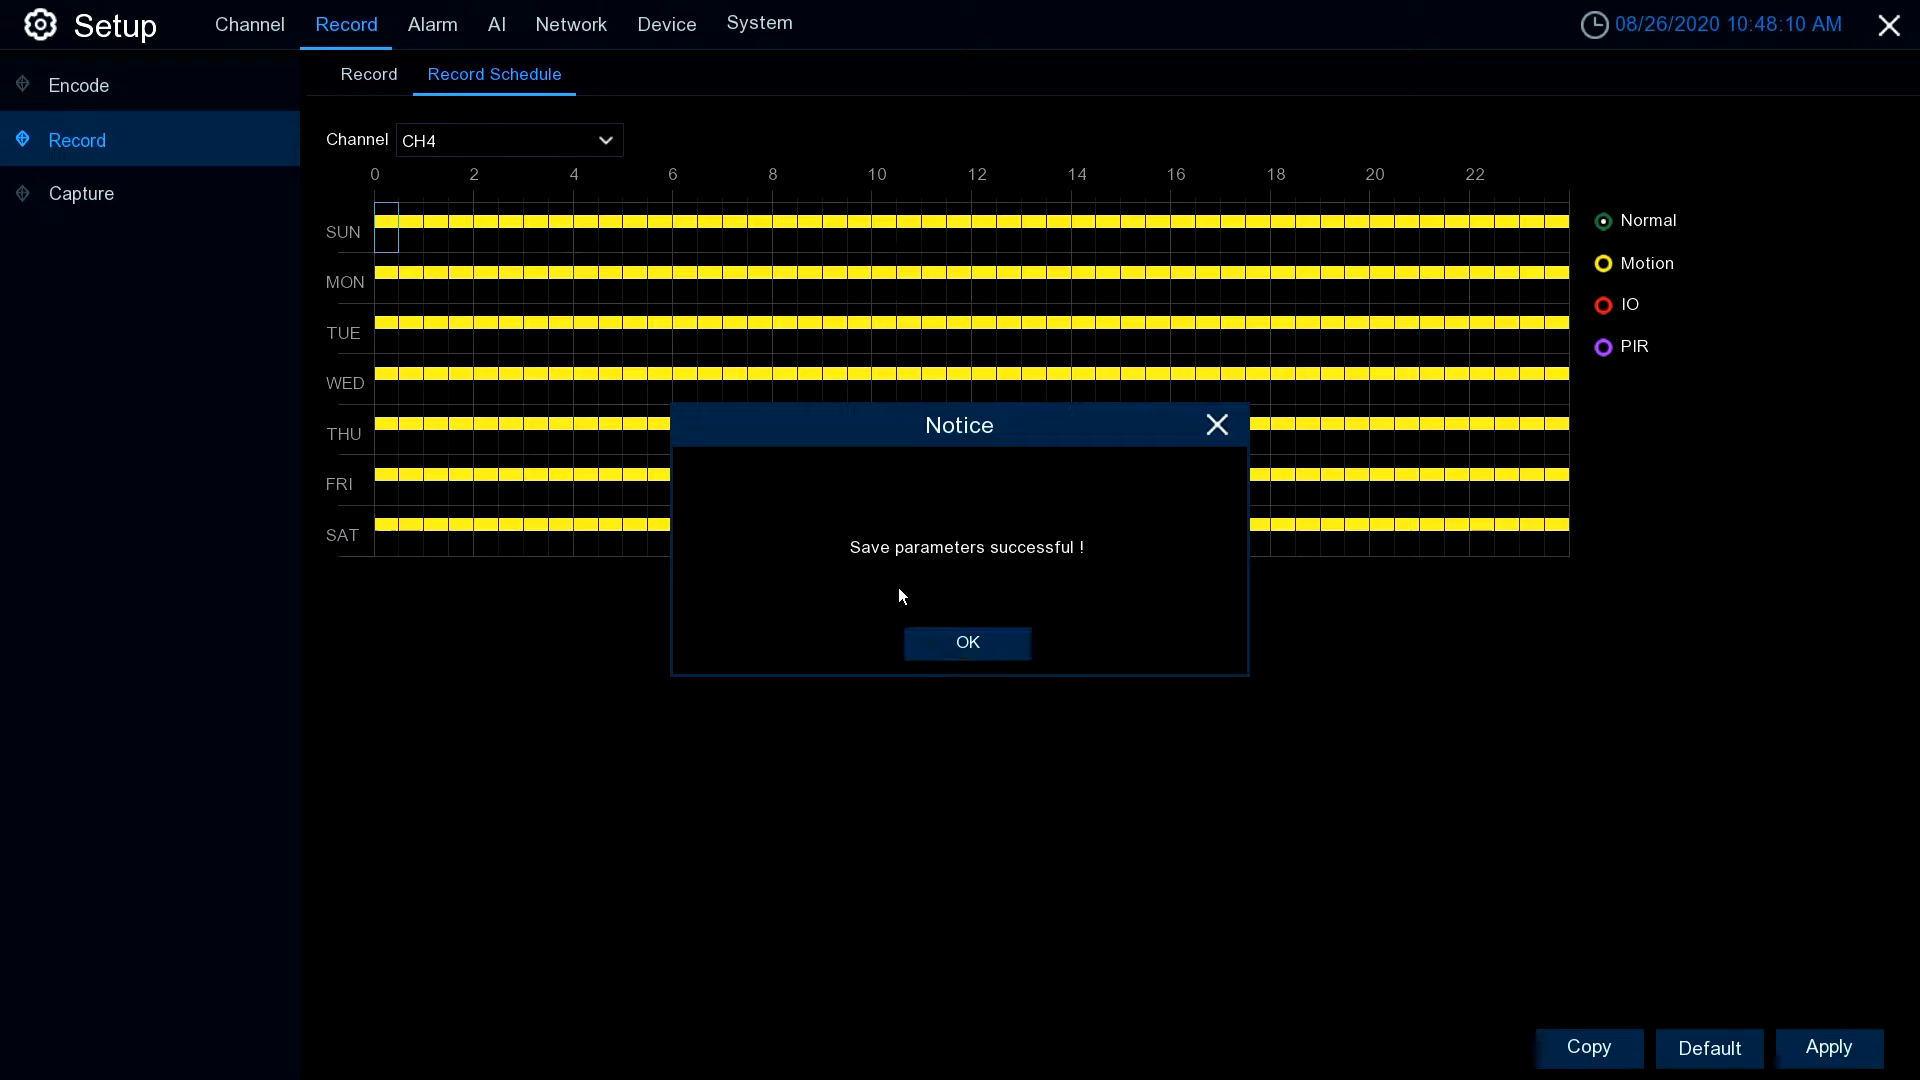 Setup Channel Record Alarm AI Network Device System 08/26/2020 10:48:10 AM
Encode
Record
Capture
Record Record Schedule
Channel CH4
0 2 4 6 8 10 12 14 16 18 20 22
SUN
MON
TUE
WED
THU
FRI
SAT
Normal
Motion
IO
PIR
Notice
Save parameters successful !
OK
Copy Default Apply